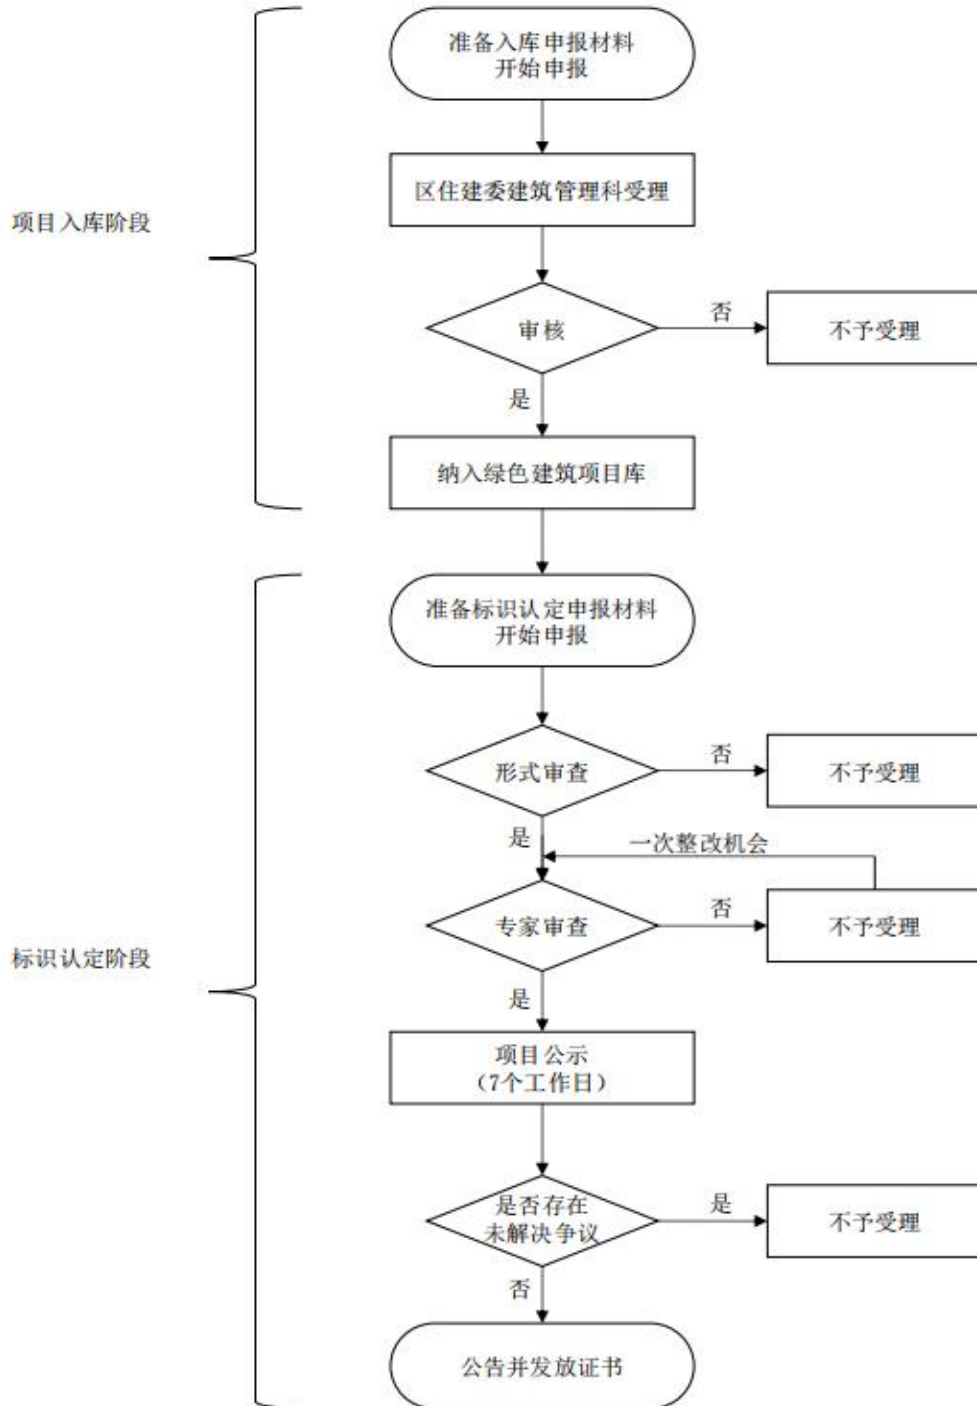 准备入库申报材料
开始申报
区住建委建筑管理科受理
项目入库阶段
审核
否
不予受理
是
纳入绿色建筑项目库
准备标识认定申报材料
开始申报
形式审查
否
不予受理
是
一次整改机会
专家审查
否
不予受理
标识认定阶段
是
项目公示
（7个工作日）
是否存在
未解决争议
是
不予受理
否
公告并发放证书